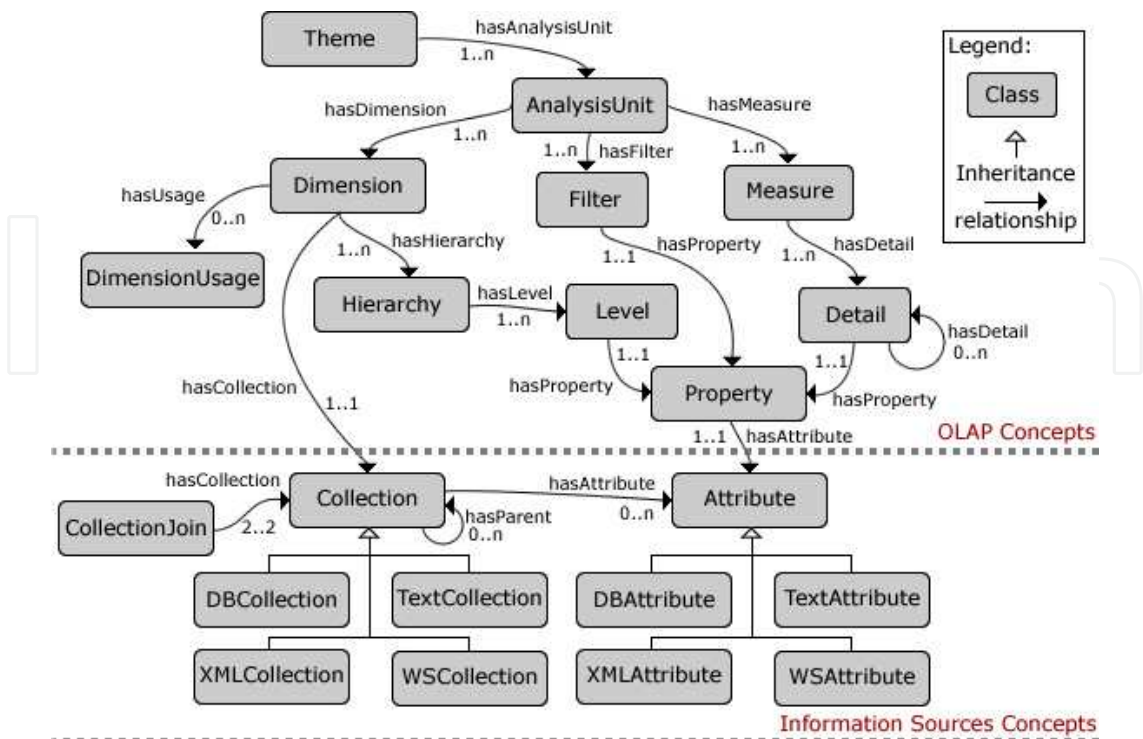 Theme
hasAnalysisUnit
1..n
Legend:
Class
Inheritance
relationship
AnalysisUnit
hasDimension
1..n
1..n
hasFilter
hasMeasure
1..n
Dimension
Filter
Measure
hasUsage
0..n
DimensionUsage
1..n
hasHierarchy
1..1
hasProperty
1..n
hasDetail
Hierarchy
hasLevel
1..n
Level
Detail
hasDetail
0..n
hasCollection
1..1
1..1
hasProperty
1..1
hasProperty
Property
1..1
hasAttribute
OLAP Concepts
hasCollection
CollectionJoin
2..2
Collection
hasParent
0..n
hasAttribute
0..n
Attribute
DBCollection
TextCollection
DBAttribute
TextAttribute
XMLCollection
WSCollection
XMLAttribute
WSAttribute
Information Sources Concepts